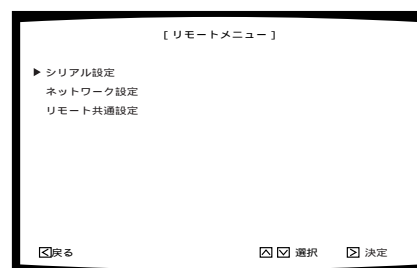 [リモートメニュー]
▶ シリアル設定
ネットワーク設定
リモート共通設定
戻る 選択 決定